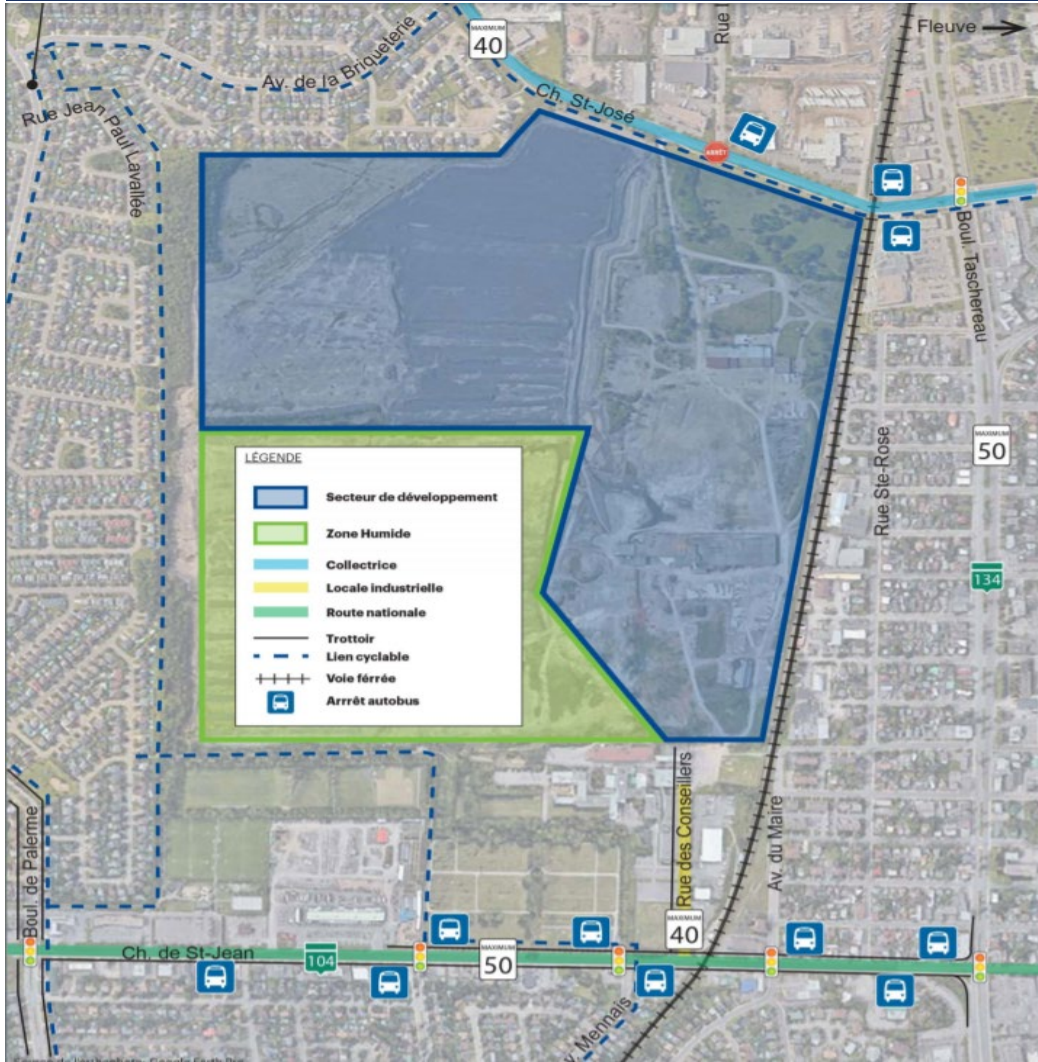 Fleuve
MAXIMUM
40
Av. de la Briqueterie
Rue Jean Paul Lavallée
Ch. St-José
ARRÊT
Boul. Taschereau
MAXIMUM
50
Rue Ste-Rose
134
LÉGENDE
Secteur de développement
Zone Humide
Collectrice
Locale industrielle
Route nationale
Trottoir
Lien cyclable
Voie férrée
Arrrêt autobus
Boul. de Palerme
Rue des Conseillers
Av. du Maire
MAXIMUM
40
Ch. de St-Jean
104
MAXIMUM
50
Mennais